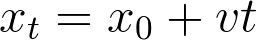 x_t = x_0 + vt